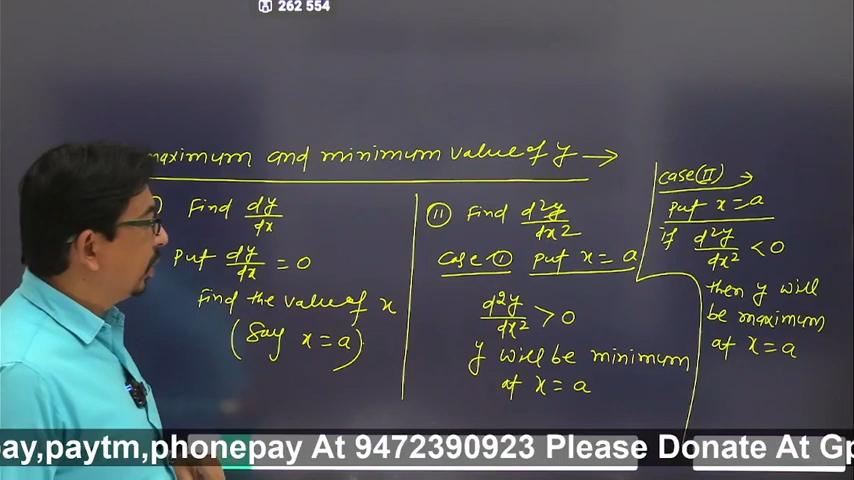 262 554
maximum and minimum value of y →
) Find dy/dx
Put dy/dx = 0
Find the value of x
(Say x = a)
(II) Find d²y/dx²
Case (I) Put x = a
d²y/dx² > 0
y will be minimum
at x = a
Case (II) →
Put x = a
if d²y/dx² < 0
then y will
be maximum
at x = a
ay,paytm,phonepay At 9472390923 Please Donate At Gp